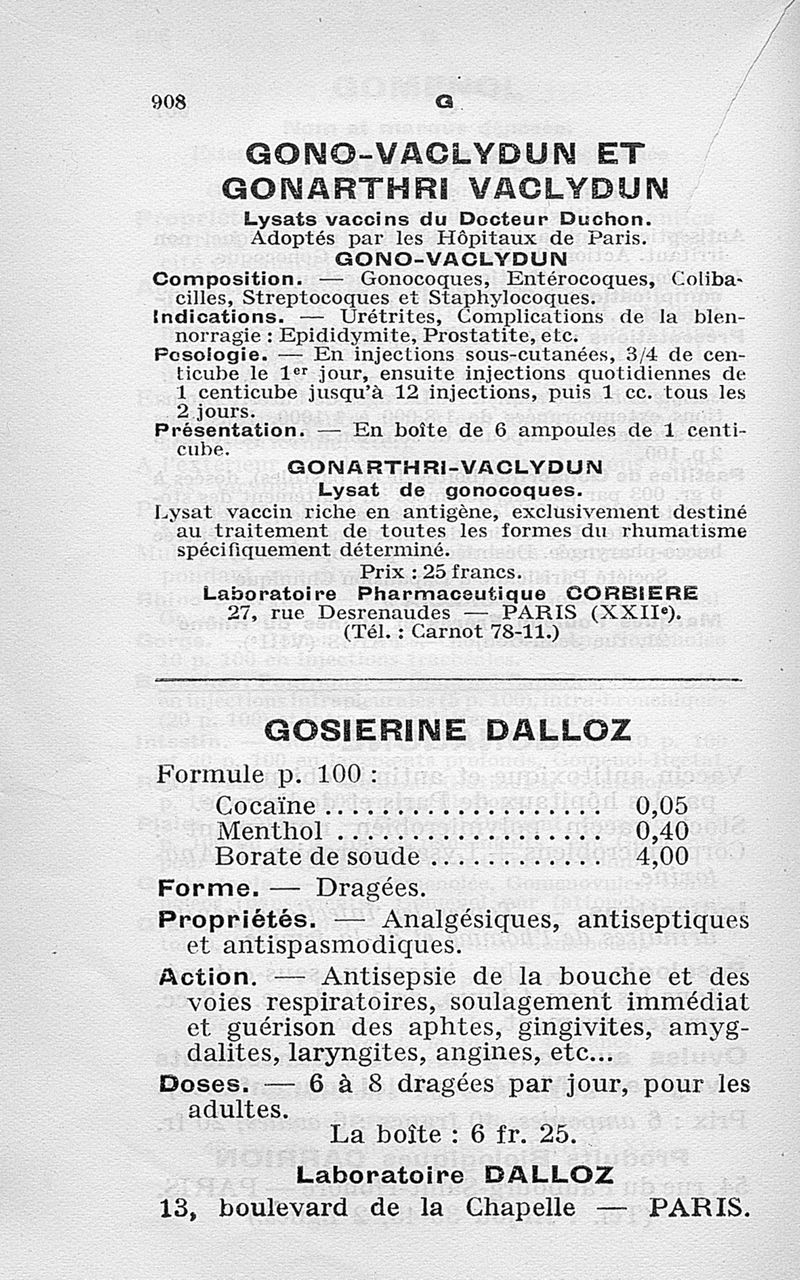 908
G
GONO-VACLYDUN ET
GONARTHRI VACLYDUN
Lysats vaccins du Docteur Duchon.
Adoptés par les Hôpitaux de Paris.
GONO-VACLYDUN
Composition. — Gonocoques, Entérocoques, Coliba-
cilles, Streptocoques et Staphylocoques.
Indications. — Urétrites, Complications de la blen-
norragie : Epididymite, Prostatite, etc.
Posologie. — En injections sous-cutanées, 3/4 de cen-
ticube le 1er jour, ensuite injections quotidiennes de
1 centicube jusqu'à 12 injections, puis 1 cc. tous les
2 jours.
Présentation. — En boîte de 6 ampoules de 1 centi-
cube.
GONARTHRI-VACLYDUN
Lysat de gonocoques.
Lysat vaccin riche en antigène, exclusivement destiné
au traitement de toutes les formes du rhumatisme
spécifiquement déterminé.
Prix : 25 francs.
Laboratoire Pharmaceutique CORBIERE
27, rue Desrenaudes — PARIS (XXIIe).
(Tél. : Carnot 78-11.)
GOSIERINE DALLOZ
Formule p. 100 :
Cocaïne ................... 0,05
Menthol .................. 0,40
Borate de soude ............ 4,00
Forme. — Dragées.
Propriétés. — Analgésiques, antiseptiques
et antispasmodiques.
Action. — Antisepsie de la bouche et des
voies respiratoires, soulagement immédiat
et guérison des aphtes, gingivites, amyg-
dalites, laryngites, angines, etc...
Doses. — 6 à 8 dragées par jour, pour les
adultes.
La boîte : 6 fr. 25.
Laboratoire DALLOZ
13, boulevard de la Chapelle — PARIS.